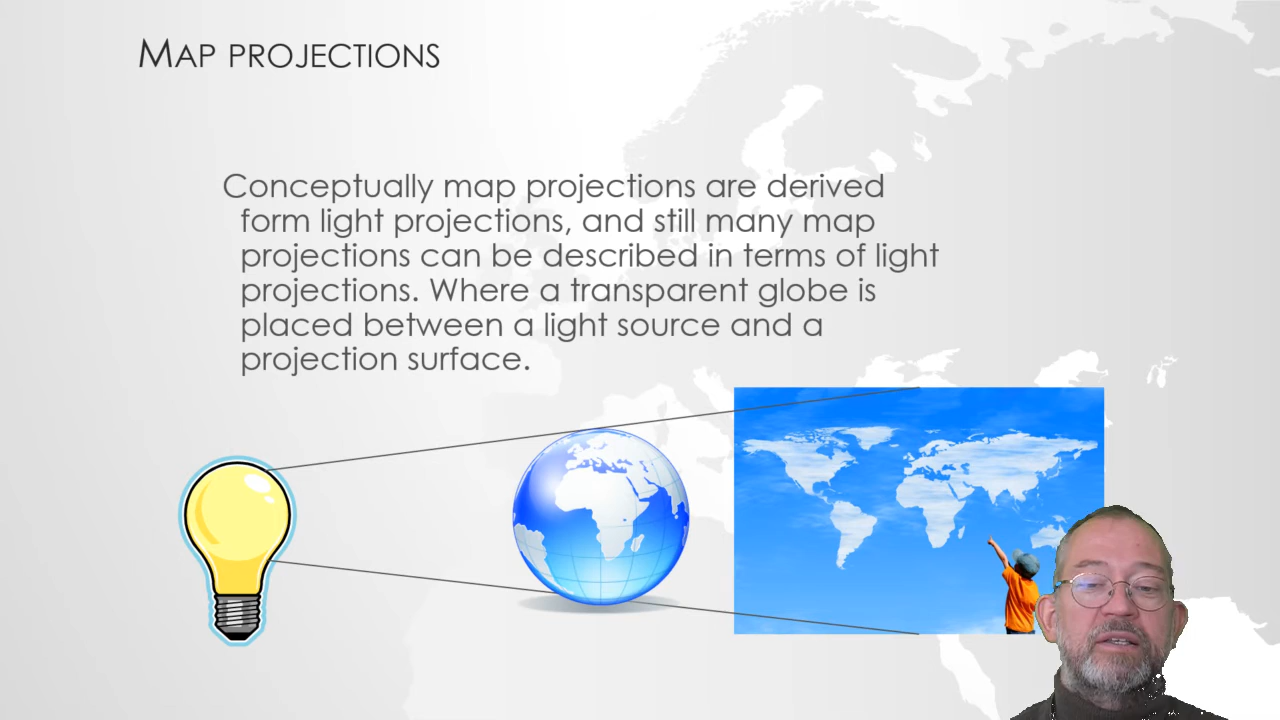 MAP PROJECTIONS
Conceptually map projections are derived
form light projections, and still many map
projections can be described in terms of light
projections. Where a transparent globe is
placed between a light source and a
projection surface.